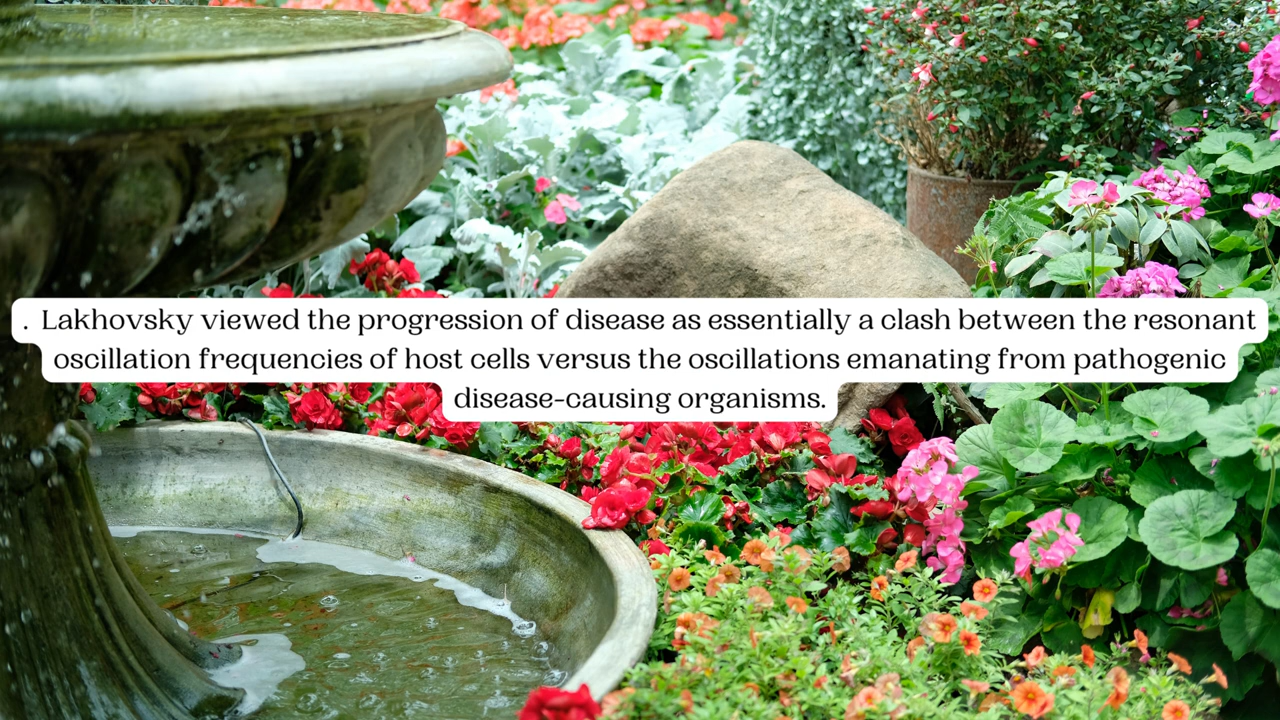 . Lakhovsky viewed the progression of disease as essentially a clash between the resonant
oscillation frequencies of host cells versus the oscillations emanating from pathogenic
disease-causing organisms.